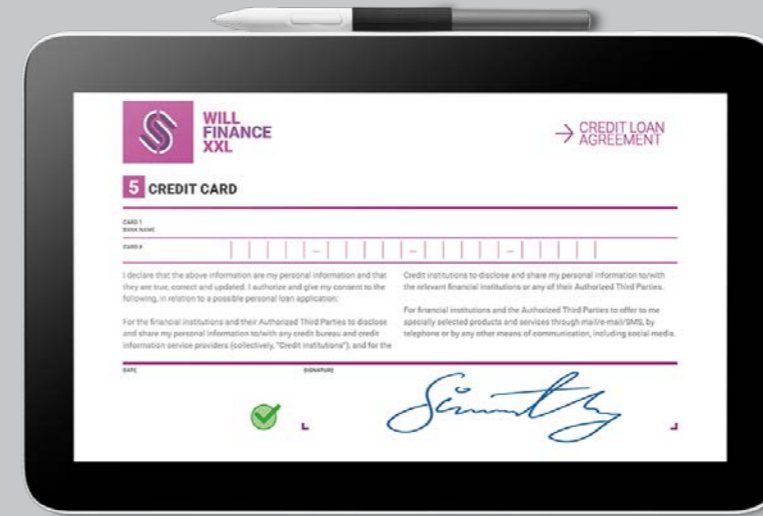 WILL
FINANCE
XXL
CREDIT LOAN
AGREEMENT
5 CREDIT CARD
CARD 1
BANK NAME
CARD #
I declare that the above information are my personal information and that
they are true, correct and updated. I authorize and give my consent to the
following, in relation to a possible personal loan application:
For the financial institutions and their Authorized Third Parties to disclose
and share my personal information to/with any credit bureau and credit
information service providers (collectively, "Credit institutions"), and for the
Credit institutions to disclose and share my personal information to/with
the relevant financial institutions or any of their Authorized Third Parties.
For financial institutions and the Authorized Third Parties to offer to me
specially selected products and services through mail/e-mail/SMS, by
telephone or by any other means of communication, including social media.
DATE
SIGNATURE